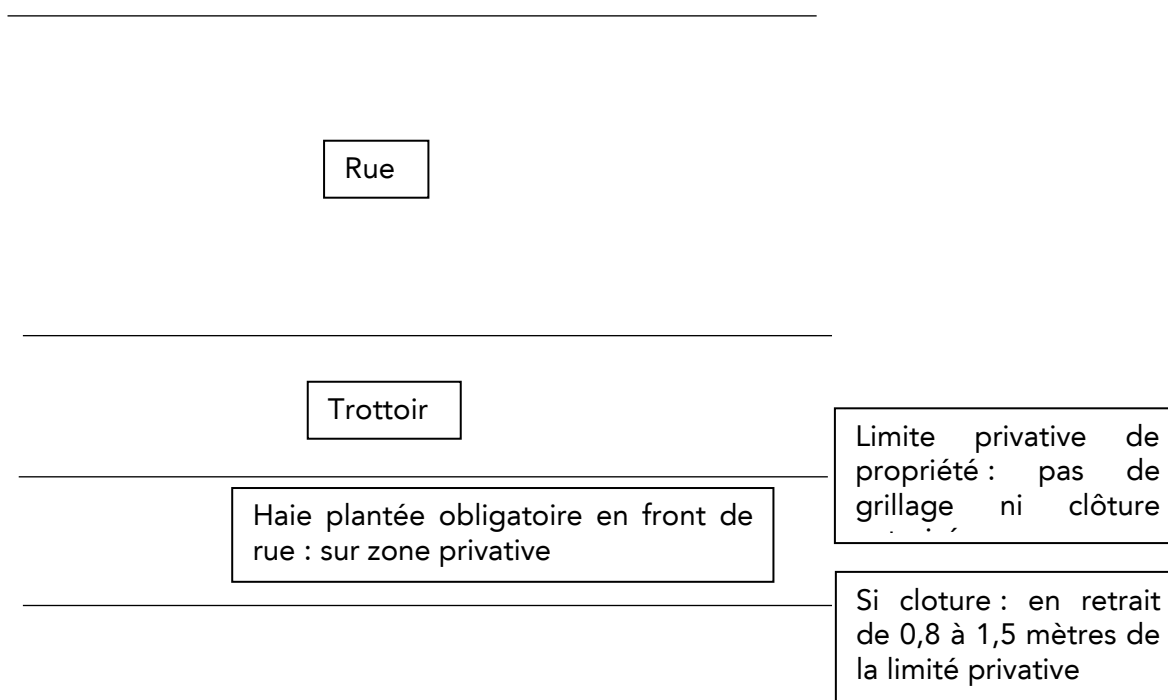 Rue
Trottoir
Limite privative de
propriété : pas de
grillage ni clôture
Haie plantée obligatoire en front de
rue : sur zone privative
Si cloture : en retrait
de 0,8 à 1,5 mètres de
la limité privative